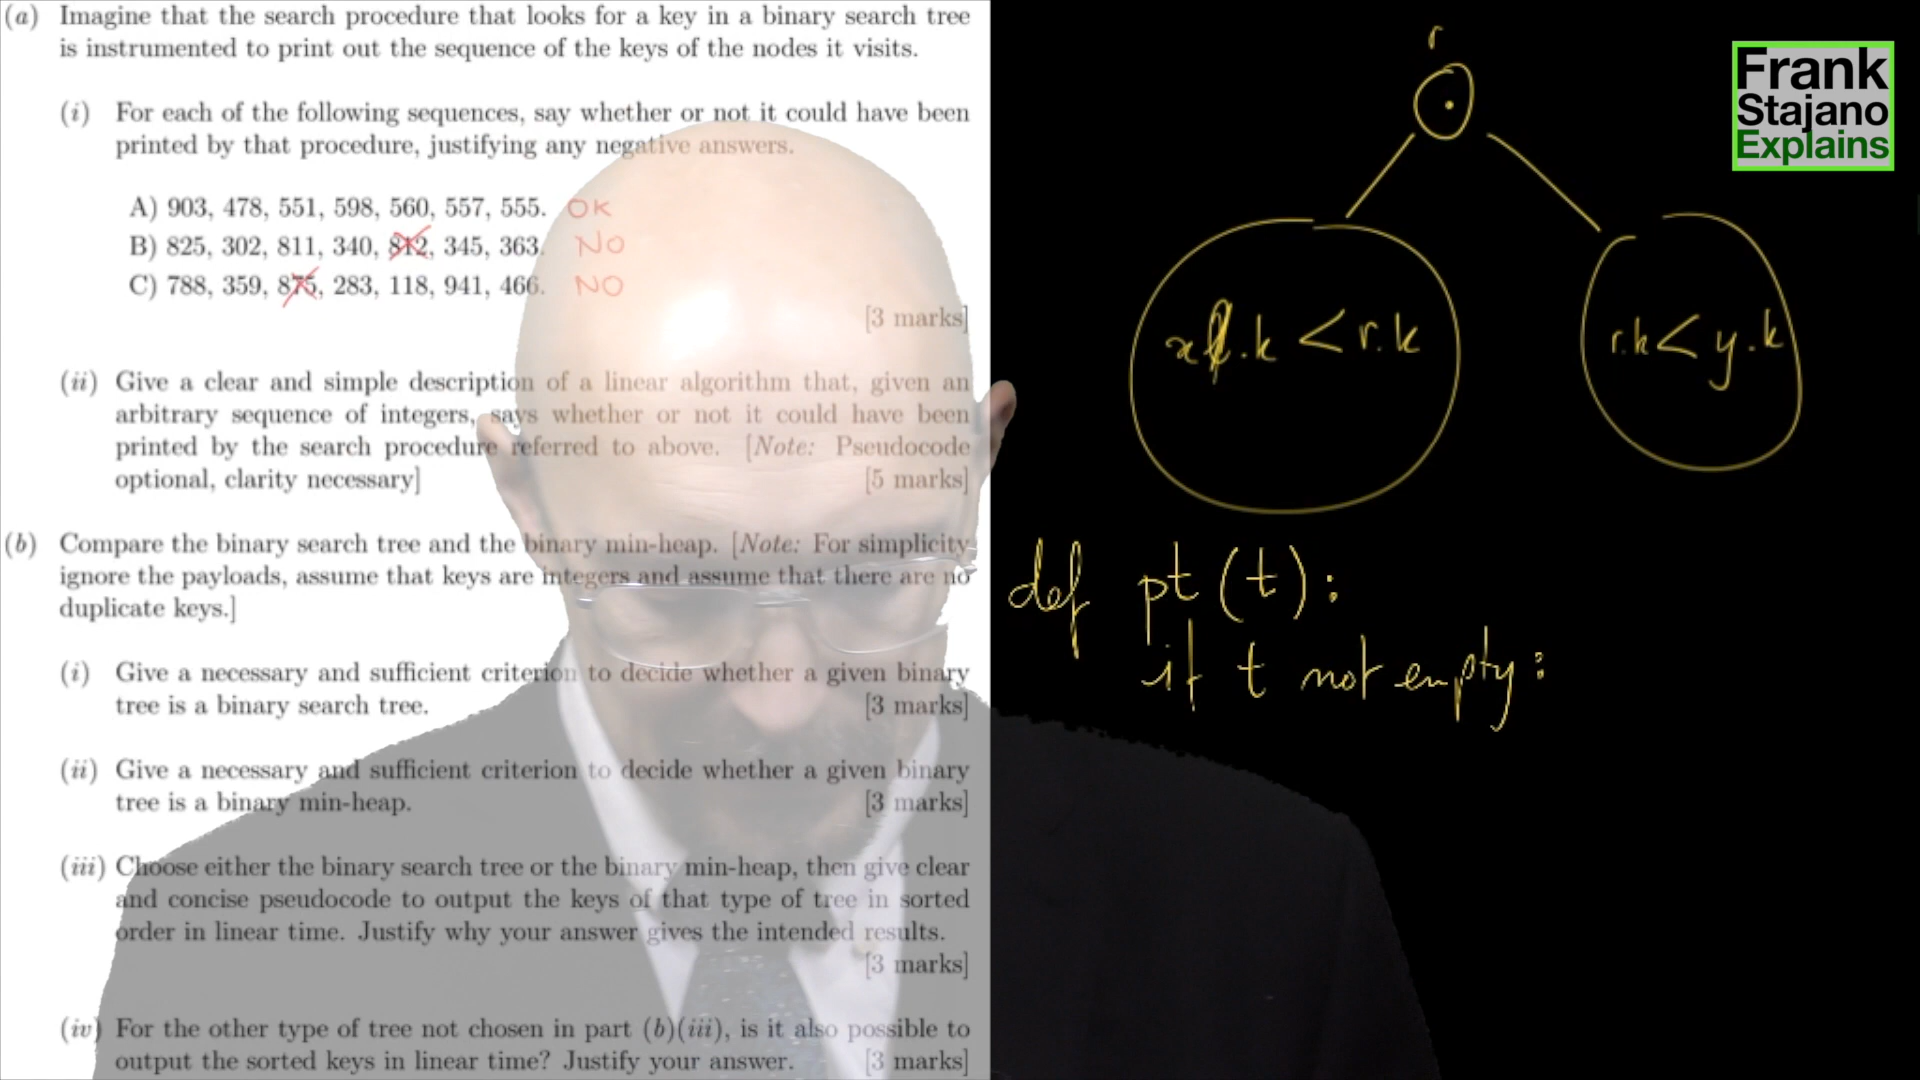 (a) Imagine that the search procedure that looks for a key in a binary search tree
is instrumented to print out the sequence of the keys of the nodes it visits.
(i) For each of the following sequences, say whether or not it could have been
printed by that procedure, justifying any negative answers.
A) 903, 478, 551, 598, 560, 557, 555. OK
B) 825, 302, 811, 340, 812, 345, 363. NO
C) 788, 359, 875, 283, 118, 941, 466. NO
[3 marks]
(ii) Give a clear and simple description of a linear algorithm that, given an
arbitrary sequence of integers, says whether or not it could have been
printed by the search procedure referred to above. [Note: Pseudocode
optional, clarity necessary] [5 marks]
(b) Compare the binary search tree and the binary min-heap. [Note: For simplicity
ignore the payloads, assume that keys are integers and assume that there are no
duplicate keys.]
(i) Give a necessary and sufficient criterion to decide whether a given binary
tree is a binary search tree. [3 marks]
(ii) Give a necessary and sufficient criterion to decide whether a given binary
tree is a binary min-heap. [3 marks]
(iii) Choose either the binary search tree or the binary min-heap, then give clear
and concise pseudocode to output the keys of that type of tree in sorted
order in linear time. Justify why your answer gives the intended results.
[3 marks]
(iv) For the other type of tree not chosen in part (b)(iii), is it also possible to
output the sorted keys in linear time? Justify your answer. [3 marks]
r
x.k < r.k
r.k < y.k
def pt (t):
if t not empty:
Frank
Stajano
Explains